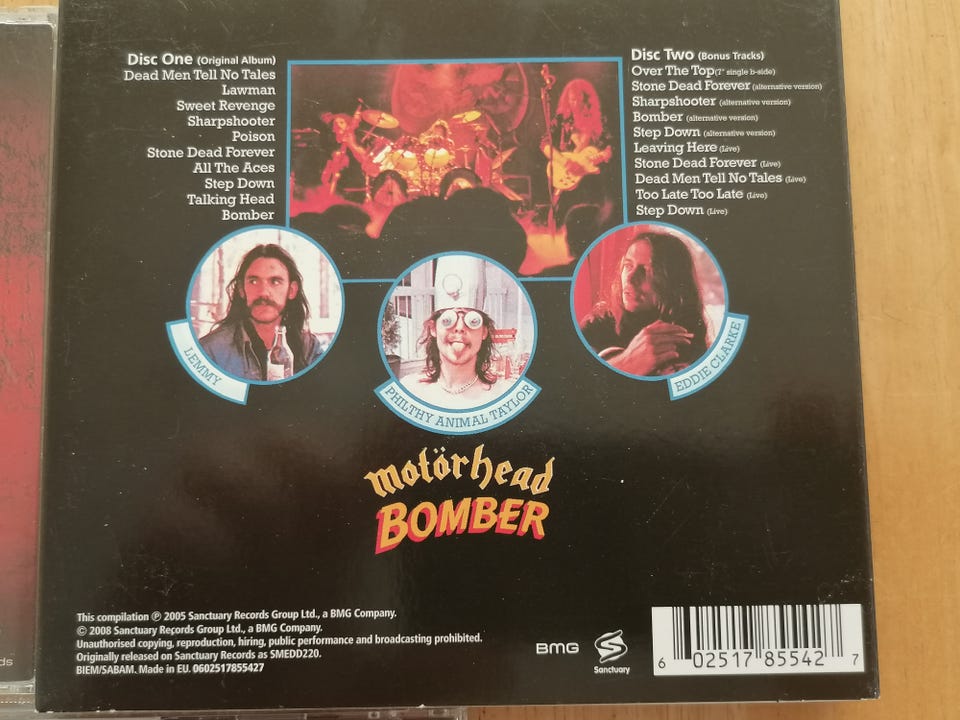 Disc One (Original Album)
Dead Men Tell No Tales
Lawman
Sweet Revenge
Sharpshooter
Poison
Stone Dead Forever
All The Aces
Step Down
Talking Head
Bomber
Disc Two (Bonus Tracks)
Over The Top(7" single b-side)
Stone Dead Forever (alternative version)
Sharpshooter (alternative version)
Bomber (alternative version)
Step Down (alternative version)
Leaving Here (Live)
Stone Dead Forever (Live)
Dead Men Tell No Tales (Live)
Too Late Too Late (Live)
Step Down (Live)
LEMMY
PHILTHY ANIMAL TAYLOR
EDDIE CLARKE
motörhead
BOMBER
This compilation ℗ 2005 Sanctuary Records Group Ltd., a BMG Company.
© 2008 Sanctuary Records Group Ltd., a BMG Company.
Unauthorised copying, reproduction, hiring, public performance and broadcasting prohibited.
Originally released on Sanctuary Records as SMEDD220.
BIEM/SABAM. Made in EU. 0602517855427
BMG
Sanctuary
6 02517 85542 7
ds